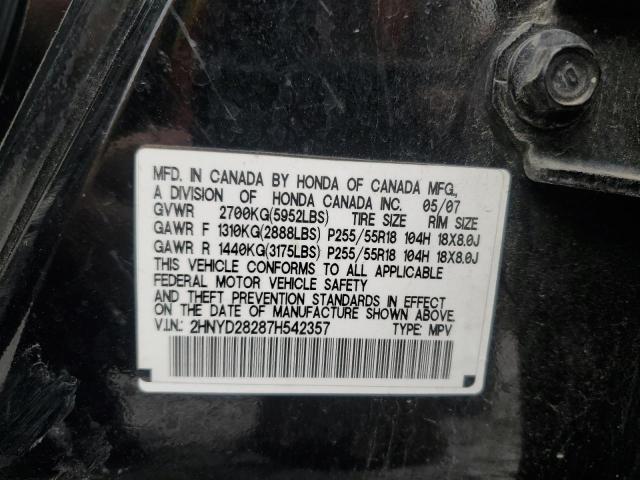 MFD. IN CANADA BY HONDA OF CANADA MFG.,
A DIVISION OF HONDA CANADA INC. 05/07
GVWR 2700KG(5952LBS) TIRE SIZE RIM SIZE
GAWR F 1310KG(2888LBS) P255/55R18 104H 18X8.0J
GAWR R 1440KG(3175LBS) P255/55R18 104H 18X8.0J
THIS VEHICLE CONFORMS TO ALL APPLICABLE
FEDERAL MOTOR VEHICLE SAFETY
AND THEFT PREVENTION STANDARDS IN EFFECT
ON THE DATE OF MANUFACTURE SHOWN ABOVE.
V.I.N.: 2HNYD28287H542357 TYPE: MPV